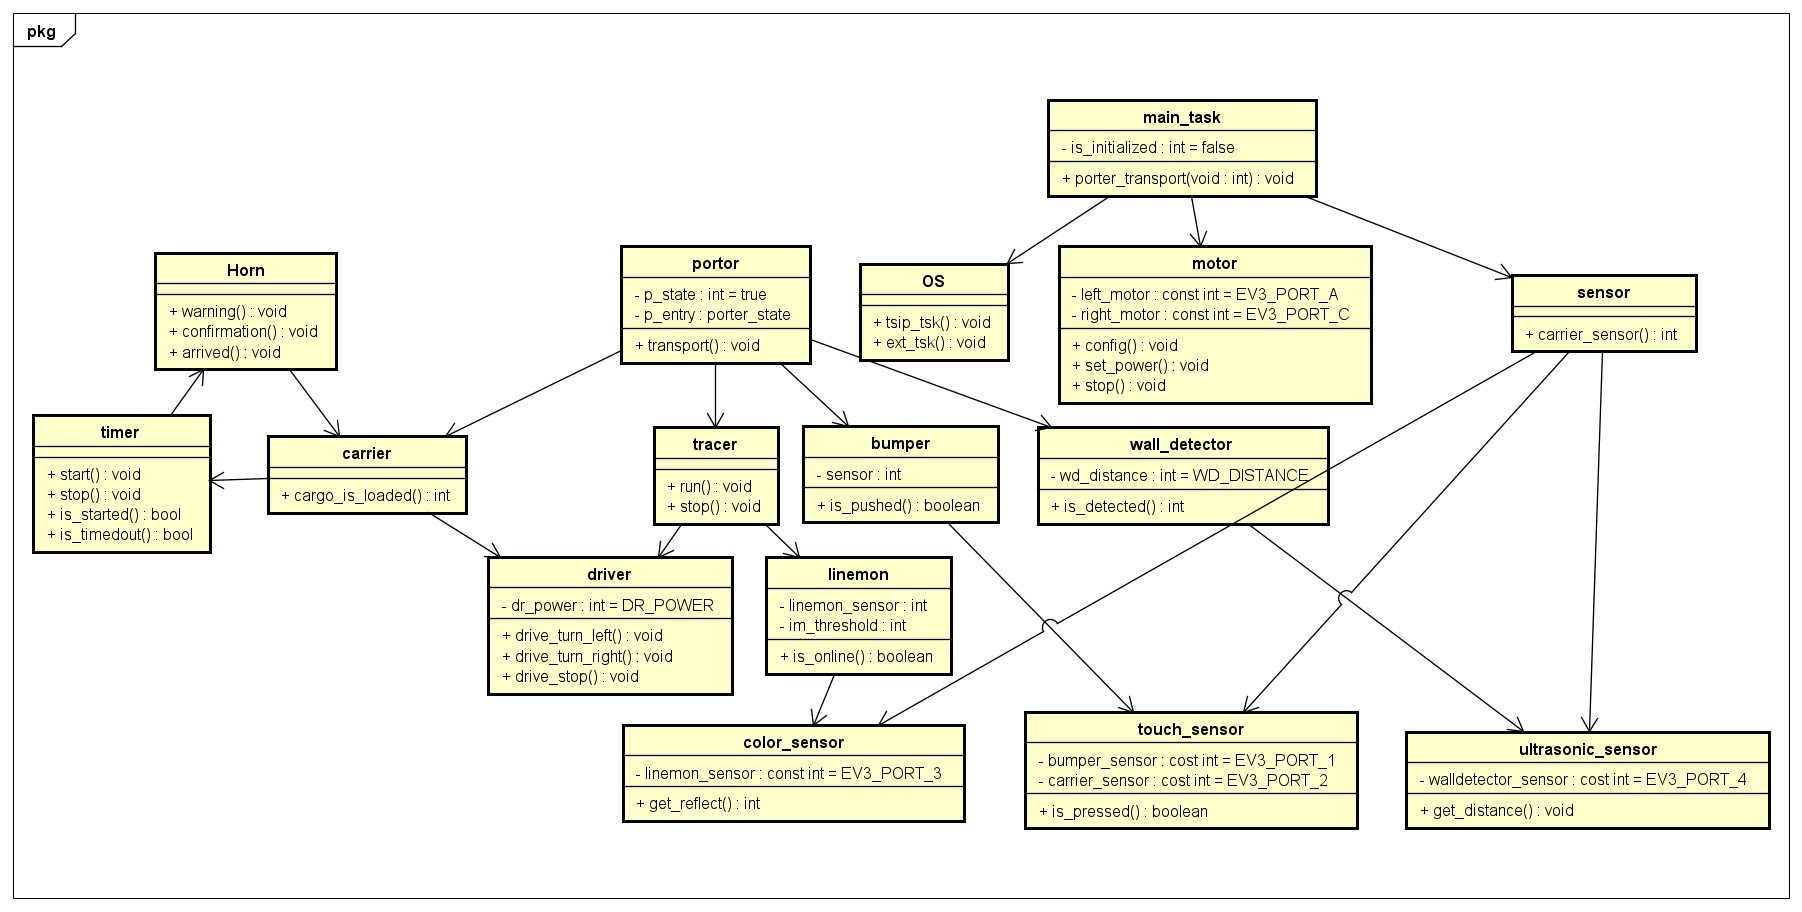 pkg
main_task
- is_initialized : int = false
+ porter_transport(void : int) : void
Horn
+ warning() : void
+ confirmation() : void
+ arrived() : void
portor
- p_state : int = true
- p_entry : porter_state
+ transport() : void
OS
+ tsip_tsk() : void
+ ext_tsk() : void
motor
- left_motor : const int = EV3_PORT_A
- right_motor : const int = EV3_PORT_C
+ config() : void
+ set_power() : void
+ stop() : void
sensor
+ carrier_sensor() : int
timer
+ start() : void
+ stop() : void
+ is_started() : bool
+ is_timedout() : bool
carrier
+ cargo_is_loaded() : int
tracer
+ run() : void
+ stop() : void
bumper
- sensor : int
+ is_pushed() : boolean
wall_detector
- wd_distance : int = WD_DISTANCE
+ is_detected() : int
driver
- dr_power : int = DR_POWER
+ drive_turn_left() : void
+ drive_turn_right() : void
+ drive_stop() : void
linemon
- linemon_sensor : int
- im_threshold : int
+ is_online() : boolean
color_sensor
- linemon_sensor : const int = EV3_PORT_3
+ get_reflect() : int
touch_sensor
- bumper_sensor : cost int = EV3_PORT_1
- carrier_sensor : cost int = EV3_PORT_2
+ is_pressed() : boolean
ultrasonic_sensor
- walldetector_sensor : cost int = EV3_PORT_4
+ get_distance() : void